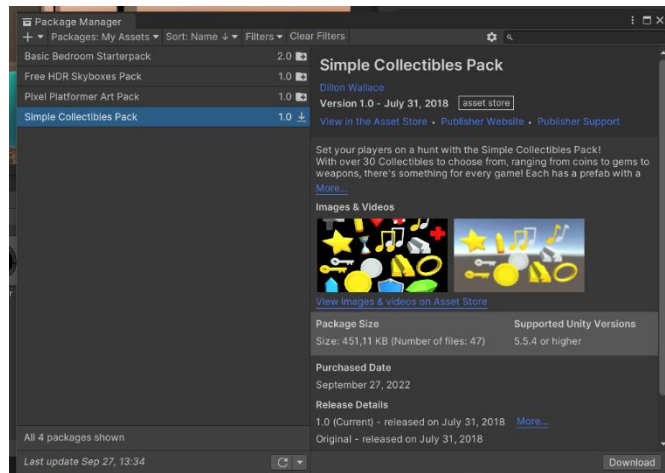 Package Manager
+ Packages: My Assets Sort: Name ↓ Filters Clear Filters
Basic Bedroom Starterpack 2.0
Free HDR Skyboxes Pack 1.0
Pixel Platformer Art Pack 1.0
Simple Collectibles Pack 1.0
All 4 packages shown
Last update Sep 27, 13:34
Simple Collectibles Pack
Dillon Wallace
Version 1.0 - July 31, 2018 asset store
View in the Asset Store • Publisher Website • Publisher Support
Set your players on a hunt with the Simple Collectibles Pack!
With over 30 Collectibles to choose from, ranging from coins to gems to
weapons, there's something for every game! Each has a prefab with a
More...
Images & Videos
View images & videos on Asset Store
Package Size Supported Unity Versions
Size: 451,11 KB (Number of files: 47) 5.5.4 or higher
Purchased Date
September 27, 2022
Release Details
1.0 (Current) - released on July 31, 2018 More...
Original - released on July 31, 2018
Download